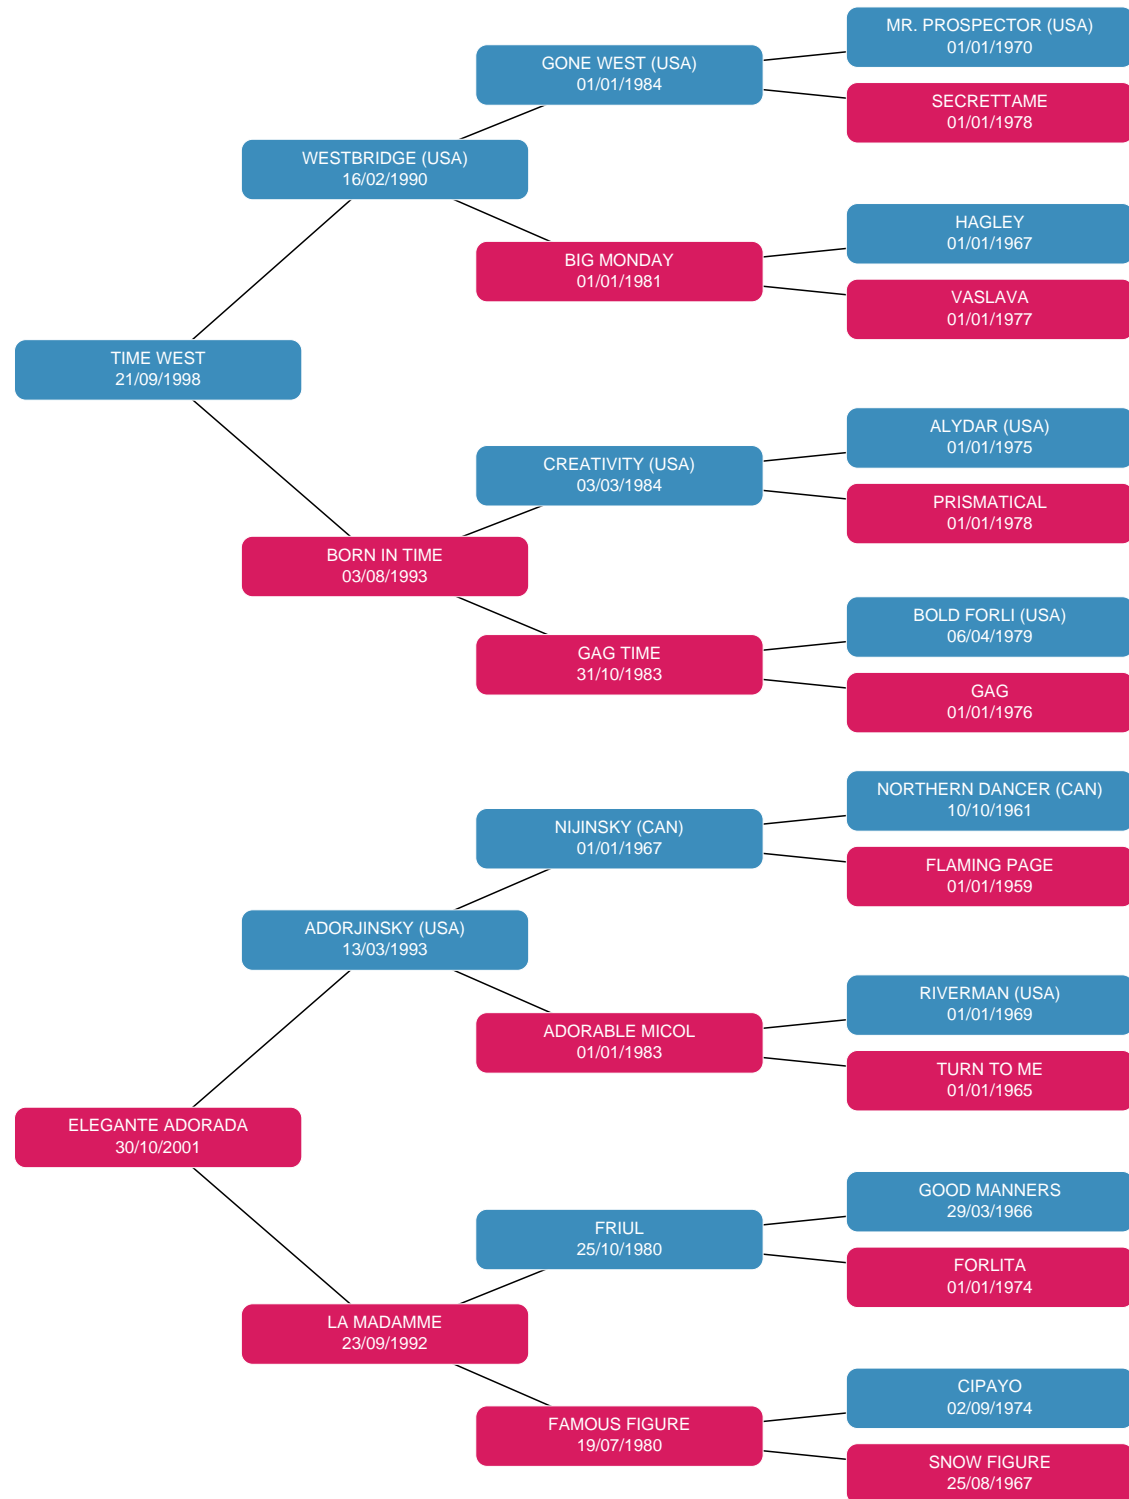 MR. PROSPECTOR (USA)
01/01/1970
GONE WEST (USA)
01/01/1984
SECRETTAME
01/01/1978
WESTBRIDGE (USA)
16/02/1990
HAGLEY
01/01/1967
BIG MONDAY
01/01/1981
VASLAVA
01/01/1977
TIME WEST
21/09/1998
ALYDAR (USA)
01/01/1975
CREATIVITY (USA)
03/03/1984
PRISMATICAL
01/01/1978
BORN IN TIME
03/08/1993
BOLD FORLI (USA)
06/04/1979
GAG TIME
31/10/1983
GAG
01/01/1976
NORTHERN DANCER (CAN)
10/10/1961
NIJINSKY (CAN)
01/01/1967
FLAMING PAGE
01/01/1959
ADORJINSKY (USA)
13/03/1993
RIVERMAN (USA)
01/01/1969
ADORABLE MICOL
01/01/1983
TURN TO ME
01/01/1965
ELEGANTE ADORADA
30/10/2001
GOOD MANNERS
29/03/1966
FRIUL
25/10/1980
FORLITA
01/01/1974
LA MADAMME
23/09/1992
CIPAYO
02/09/1974
FAMOUS FIGURE
19/07/1980
SNOW FIGURE
25/08/1967